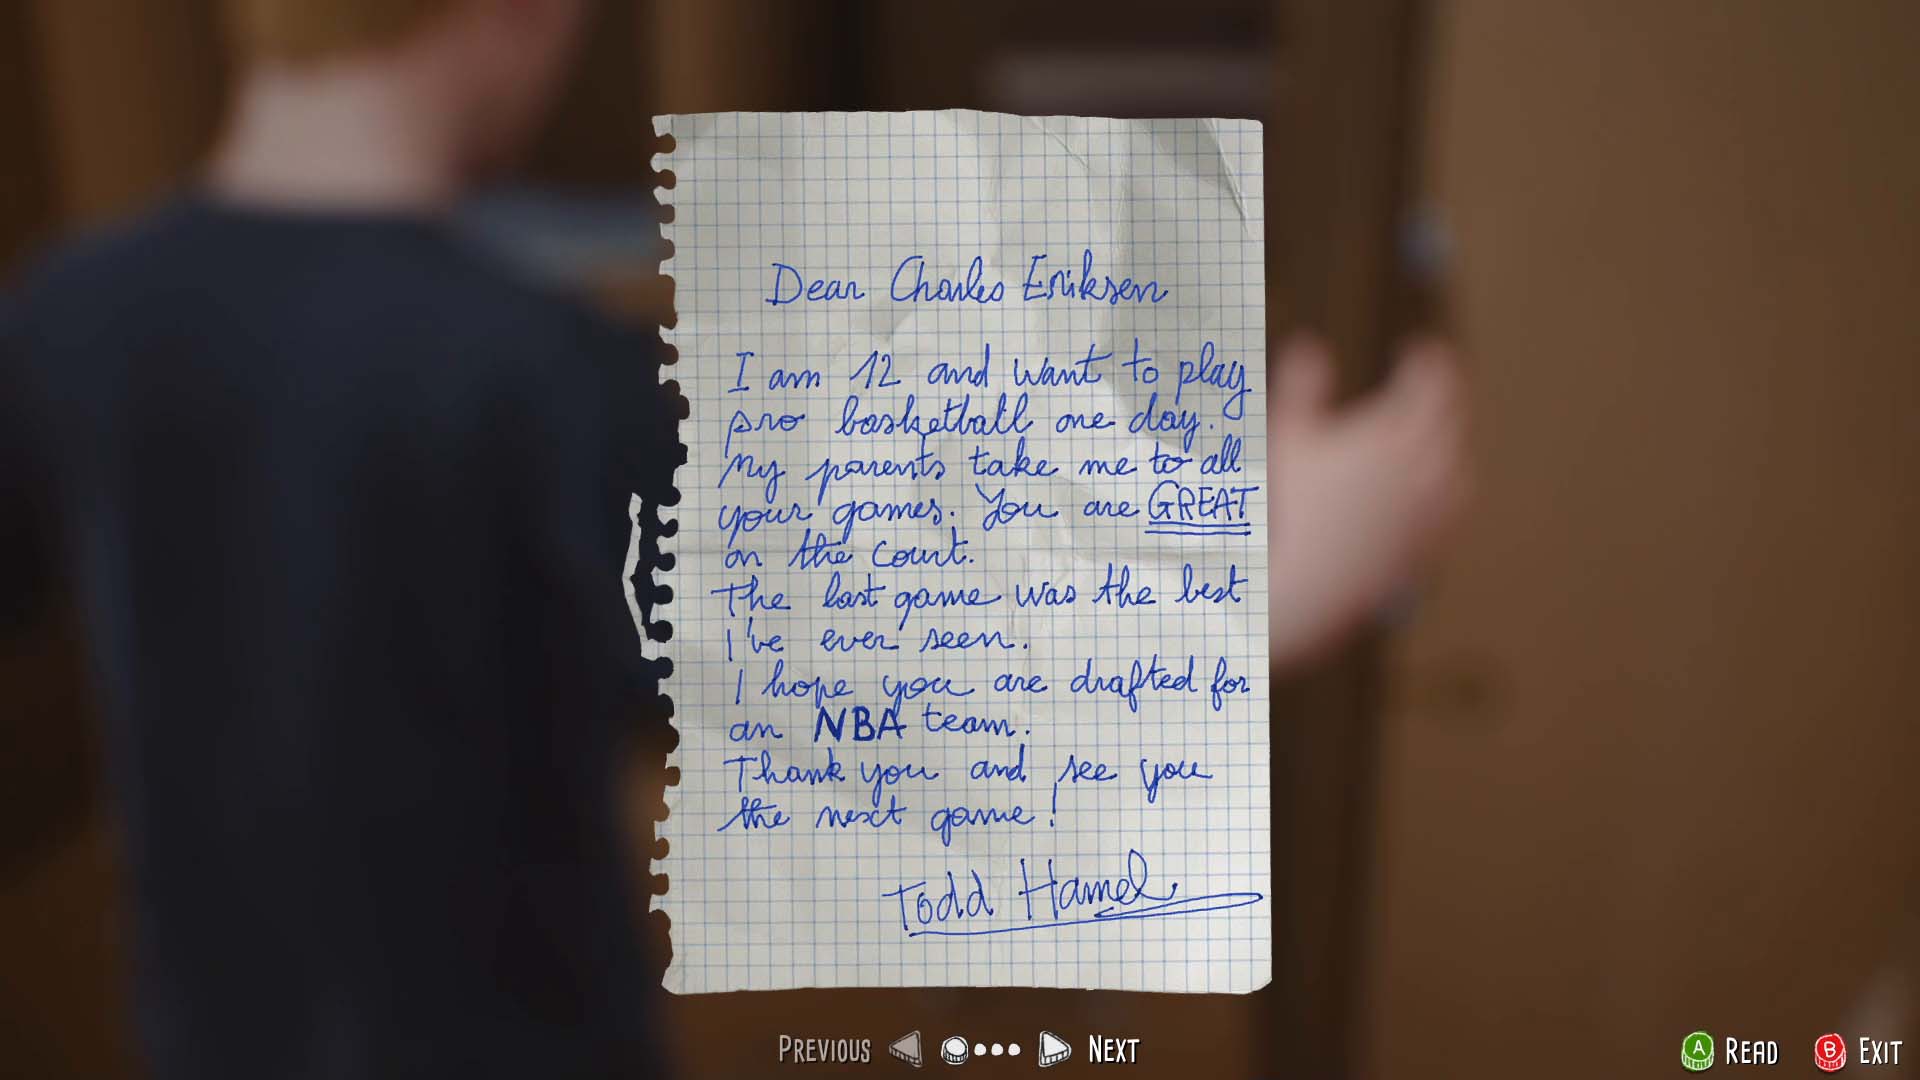 Dear Charles Eriksen
I am 12 and want to play
pro basketball one day.
My parents take me to all
your games. You are GREAT
on the court.
The last game was the best
I've ever seen.
I hope you are drafted for
an NBA team.
Thank you and see you
the next game!
Todd Hamel
PREVIOUS NEXT
A READ B EXIT